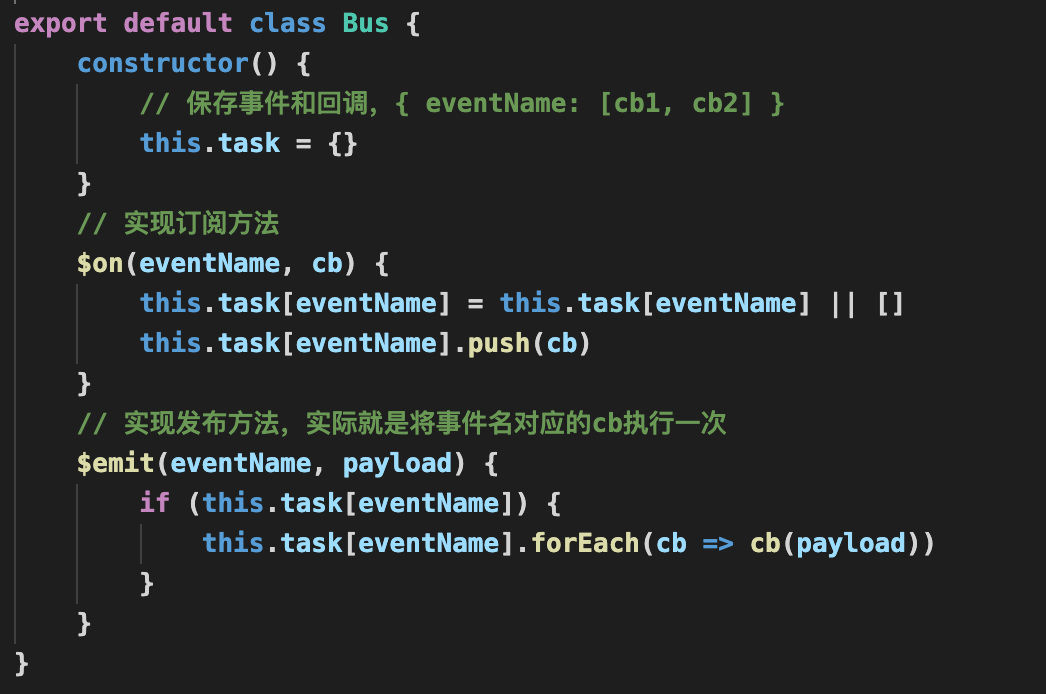 export default class Bus {
    constructor() {
        // 保存事件和回调，{ eventName: [cb1, cb2] }
        this.task = {}
    }
    // 实现订阅方法
    $on(eventName, cb) {
        this.task[eventName] = this.task[eventName] || []
        this.task[eventName].push(cb)
    }
    // 实现发布方法，实际就是将事件名对应的cb执行一次
    $emit(eventName, payload) {
        if (this.task[eventName]) {
            this.task[eventName].forEach(cb => cb(payload))
        }
    }
}